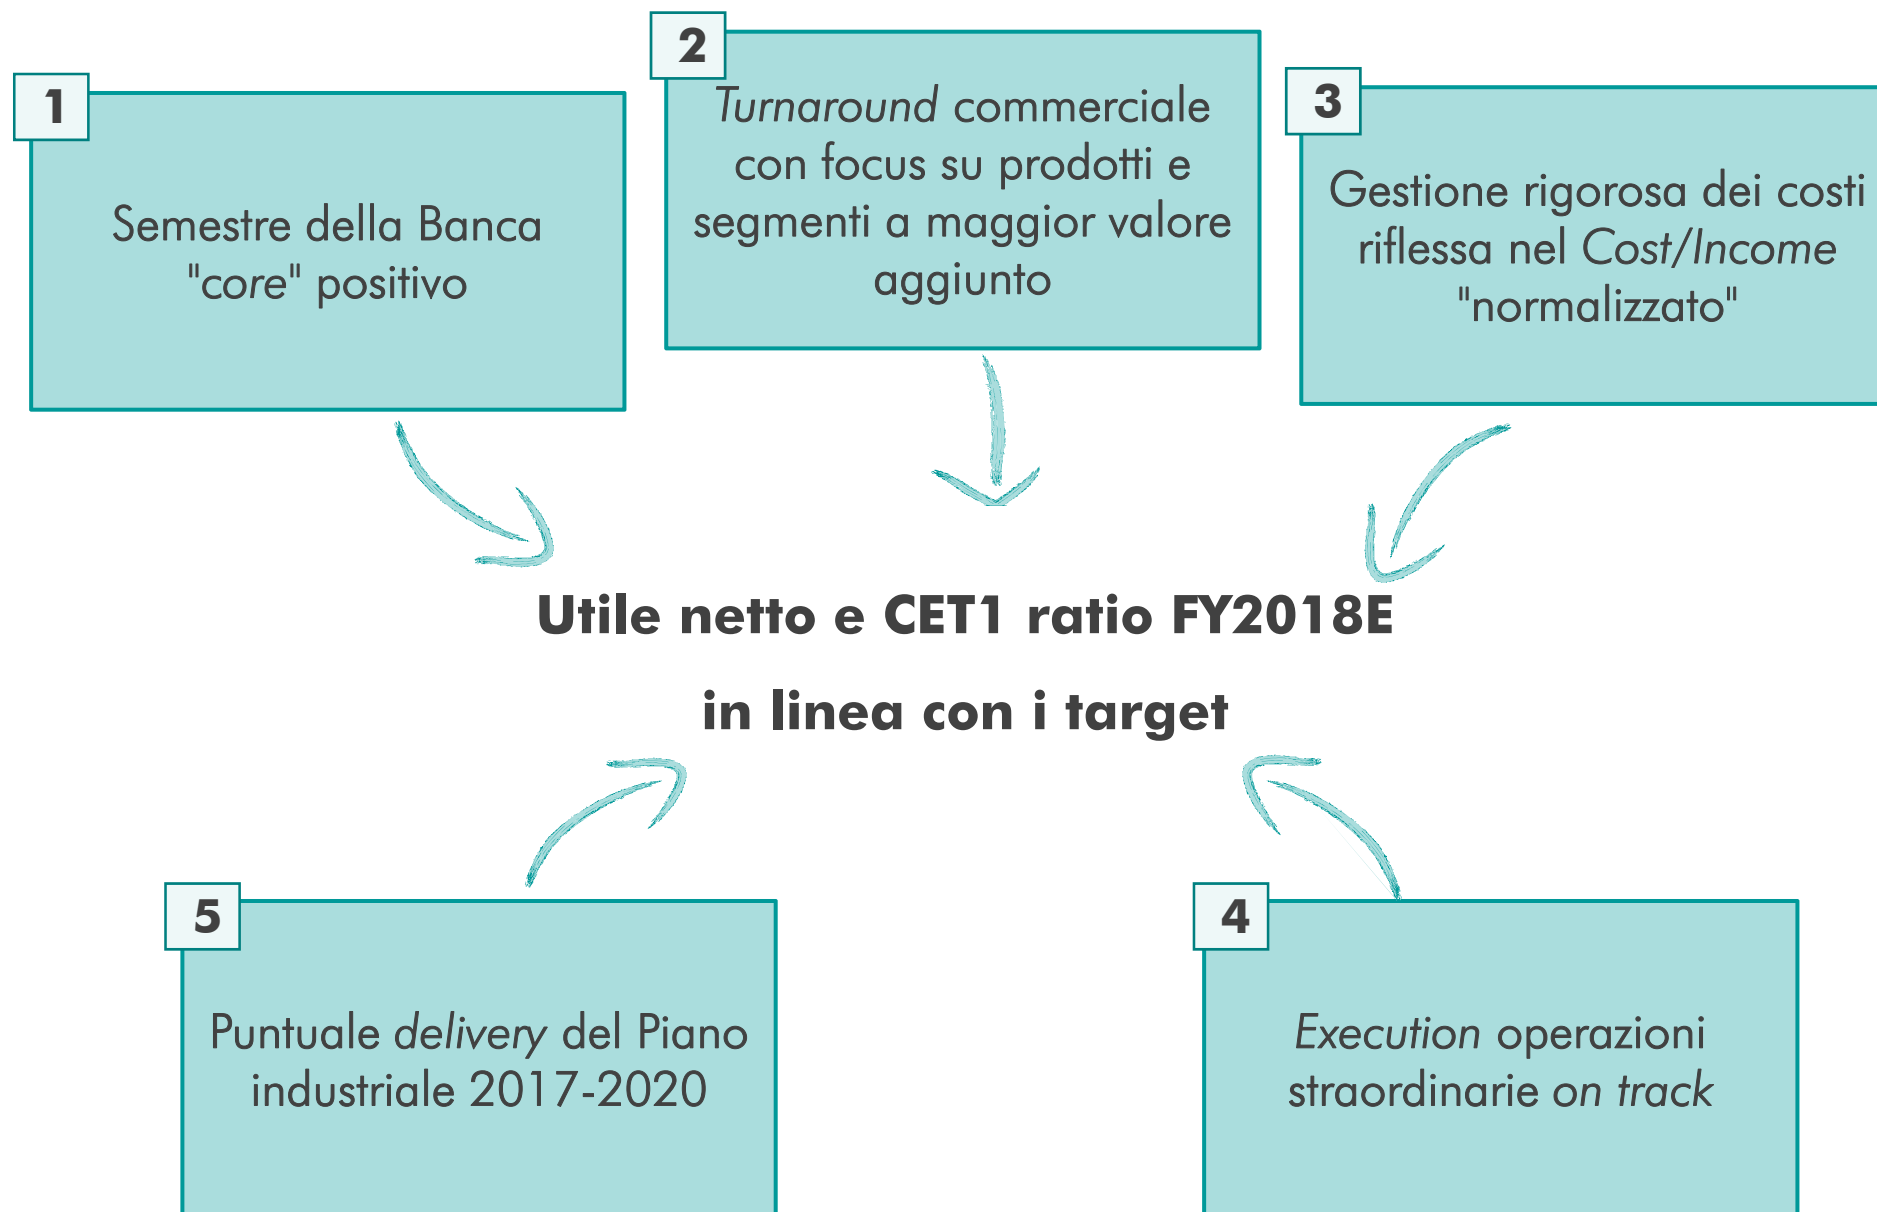 1
Semestre della Banca
"core" positivo
2
Turnaround commerciale
con focus su prodotti e
segmenti a maggior valore
aggiunto
3
Gestione rigorosa dei costi
riflessa nel Cost/Income
"normalizzato"
Utile netto e CET1 ratio FY2018E
in linea con i target
5
Puntuale delivery del Piano
industriale 2017-2020
4
Execution operazioni
straordinarie on track